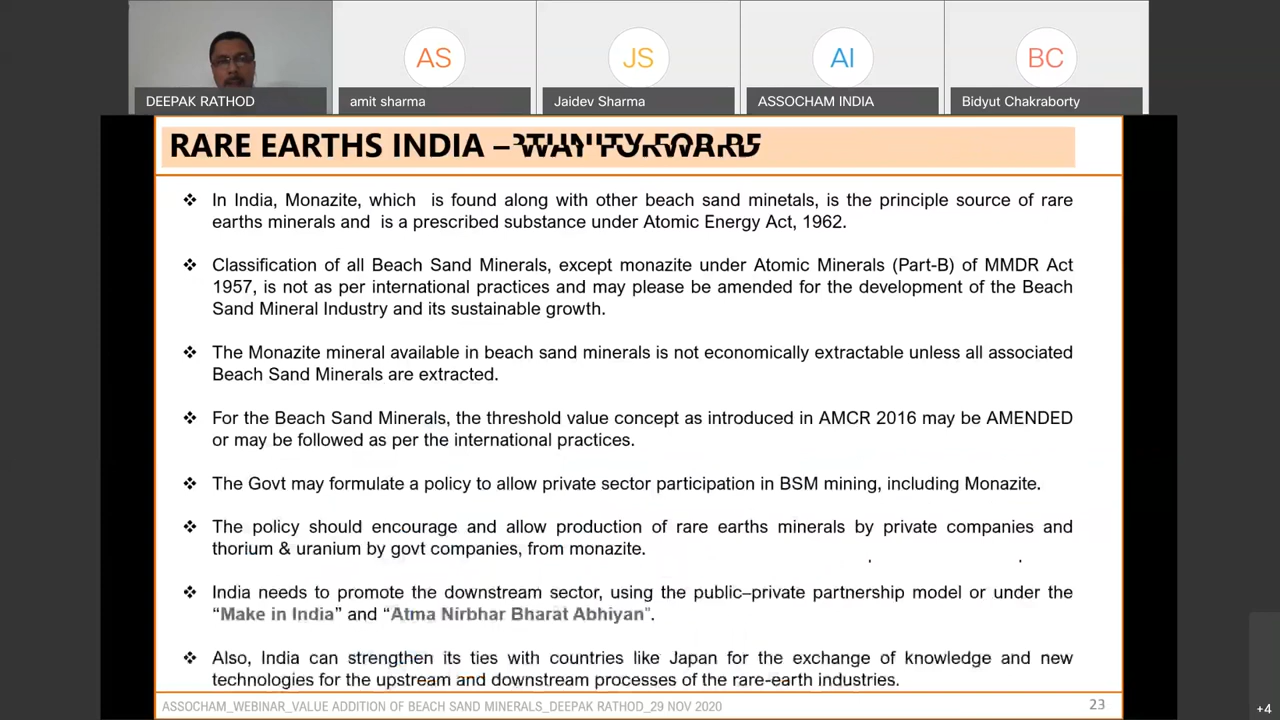 AS
JS
AI
BC
DEEPAK RATHOD
amit sharma
Jaidev Sharma
ASSOCHAM INDIA
Bidyut Chakraborty
RARE EARTHS INDIA –
❖ In India, Monazite, which is found along with other beach sand minetals, is the principle source of rare
earths minerals and is a prescribed substance under Atomic Energy Act, 1962.
❖ Classification of all Beach Sand Minerals, except monazite under Atomic Minerals (Part-B) of MMDR Act
1957, is not as per international practices and may please be amended for the development of the Beach
Sand Mineral Industry and its sustainable growth.
❖ The Monazite mineral available in beach sand minerals is not economically extractable unless all associated
Beach Sand Minerals are extracted.
❖ For the Beach Sand Minerals, the threshold value concept as introduced in AMCR 2016 may be AMENDED
or may be followed as per the international practices.
❖ The Govt may formulate a policy to allow private sector participation in BSM mining, including Monazite.
❖ The policy should encourage and allow production of rare earths minerals by private companies and
thorium & uranium by govt companies, from monazite.
❖ India needs to promote the downstream sector, using the public–private partnership model or under the
“Make in India” and “Atma Nirbhar Bharat Abhiyan”.
❖ Also, India can strengthen its ties with countries like Japan for the exchange of knowledge and new
technologies for the upstream and downstream processes of the rare-earth industries.
ASSOCHAM_WEBINAR_VALUE ADDITION OF BEACH SAND MINERALS_DEEPAK RATHOD_29 NOV 2020
23
+4